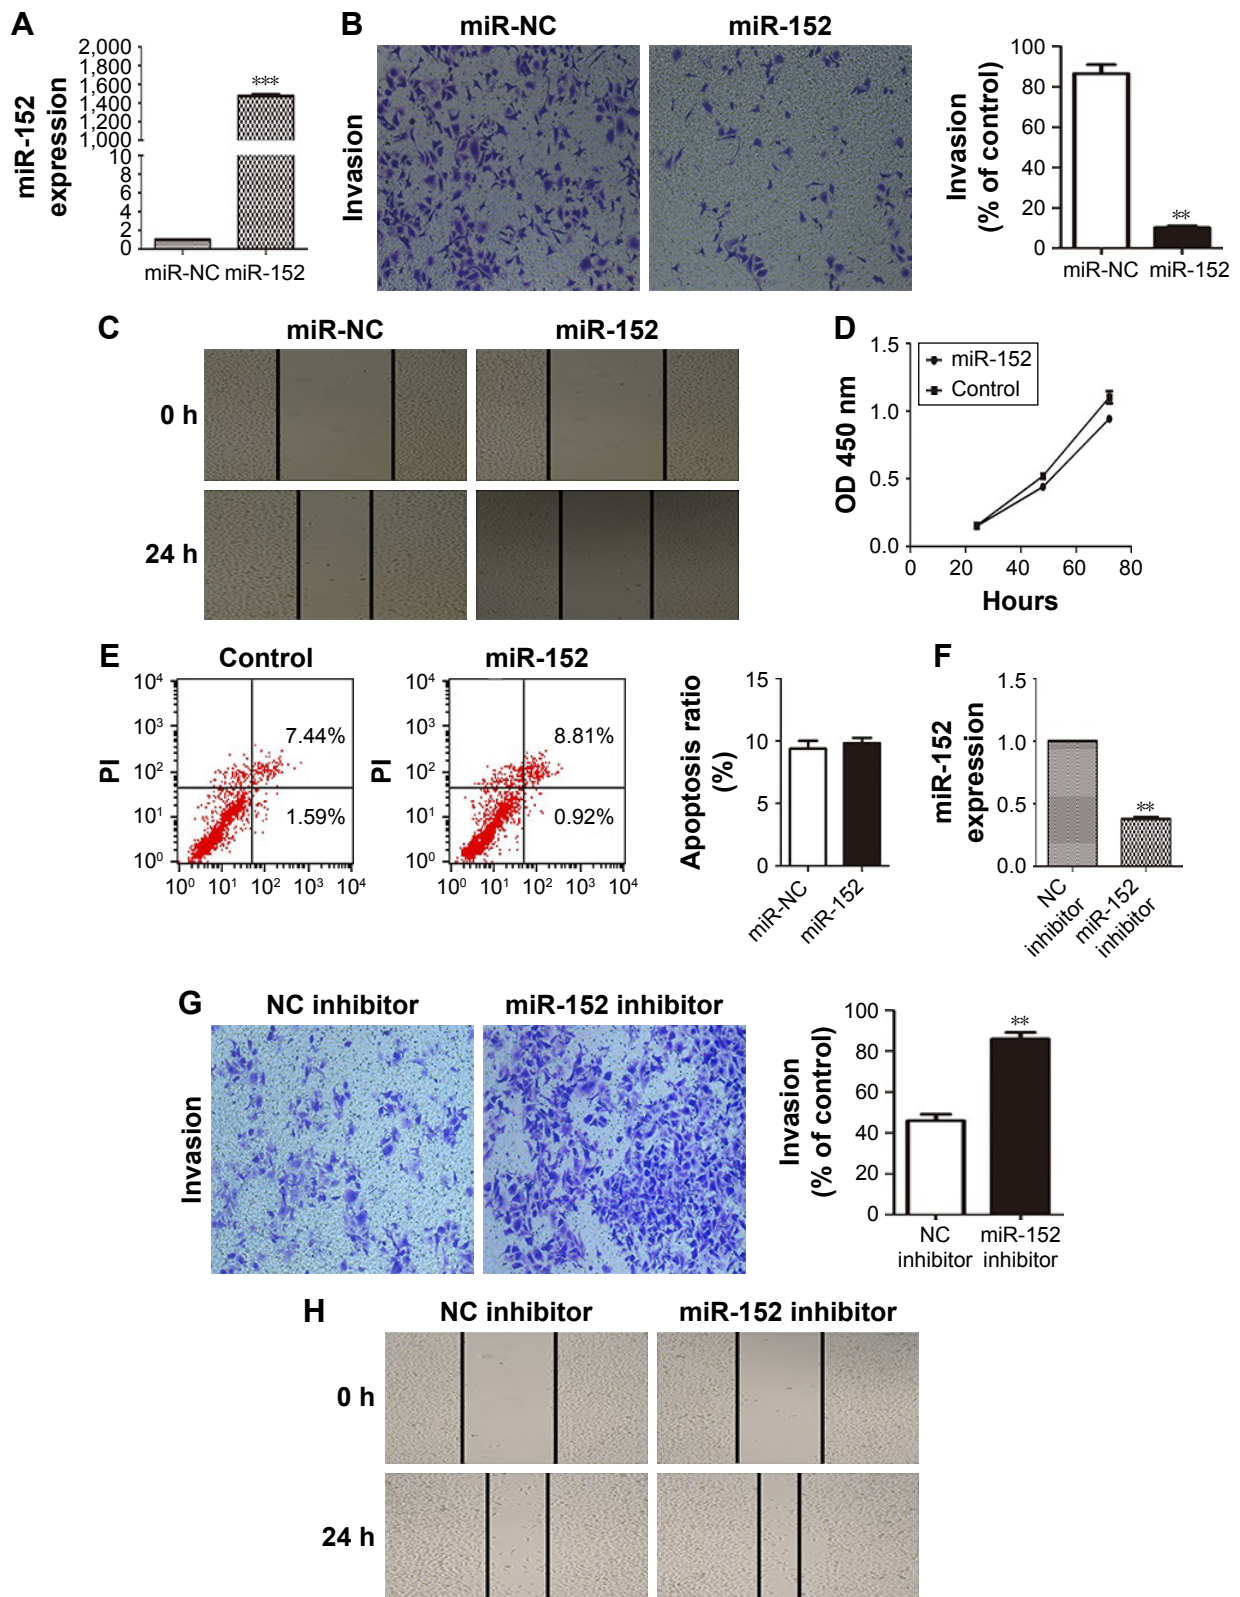 A
miR-152
expression
2,000
1,800
1,600
1,400
1,200
1,000
10
8
6
4
2
0
***
miR-NC miR-152
B
miR-NC
miR-152
Invasion
Invasion
(% of control)
100
80
60
40
20
0
**
miR-NC miR-152
C
miR-NC
miR-152
0 h
24 h
D
OD 450 nm
1.5
1.0
0.5
0.0
miR-152
Control
0 20 40 60 80
Hours
E
Control
PI
10⁴
10³
10²
10¹
10⁰
7.44%
1.59%
10⁰ 10¹ 10² 10³ 10⁴
miR-152
PI
10⁴
10³
10²
10¹
10⁰
8.81%
0.92%
10⁰ 10¹ 10² 10³ 10⁴
Apoptosis ratio
(%)
15
10
5
0
miR-NC
miR-152
F
miR-152
expression
1.5
1.0
0.5
0.0
**
NC
inhibitor
miR-152
inhibitor
G
NC inhibitor
miR-152 inhibitor
Invasion
Invasion
(% of control)
100
80
60
40
20
0
**
NC
inhibitor
miR-152
inhibitor
H
NC inhibitor
miR-152 inhibitor
0 h
24 h